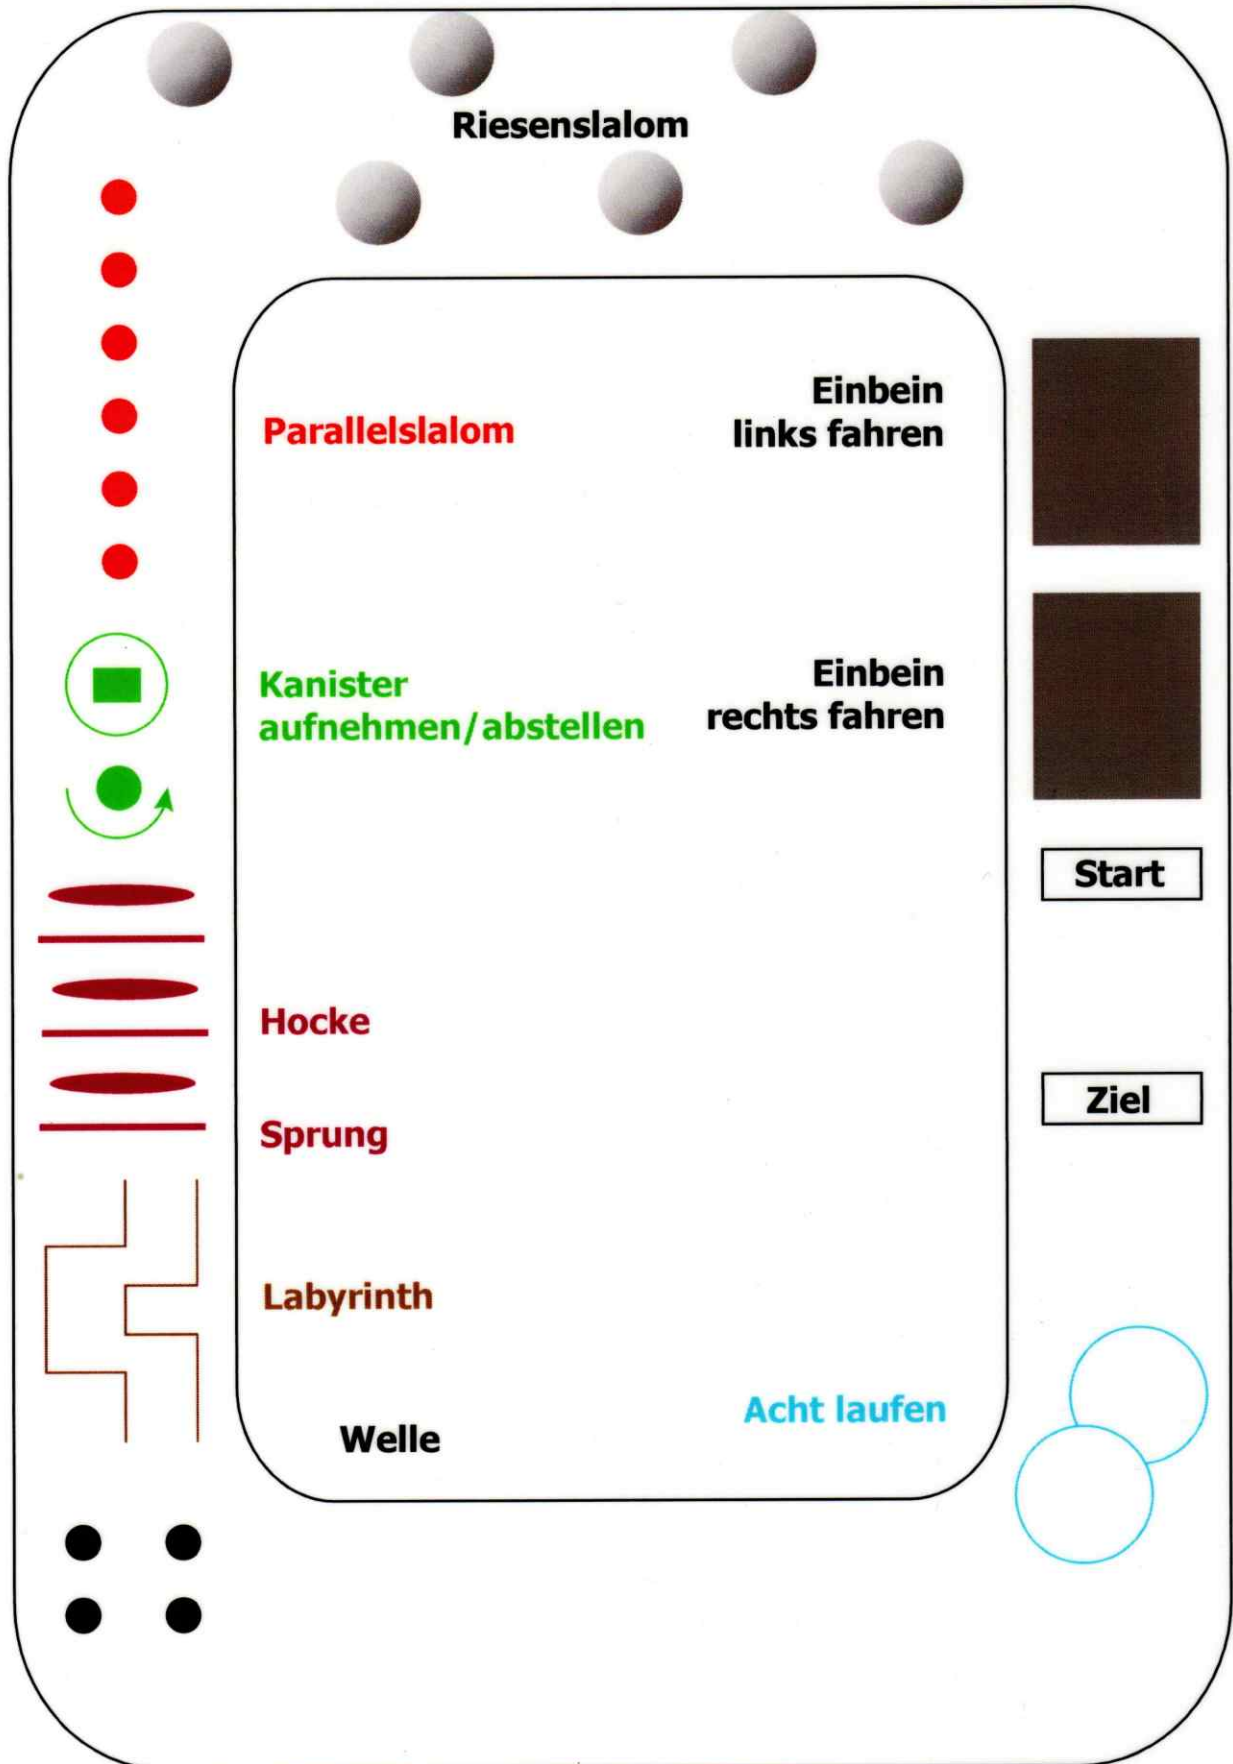 Riesenslalom
Parallelslalom
Einbein
links fahren
Kanister
aufnehmen/abstellen
Einbein
rechts fahren
Start
Hocke
Ziel
Sprung
Labyrinth
Acht laufen
Welle